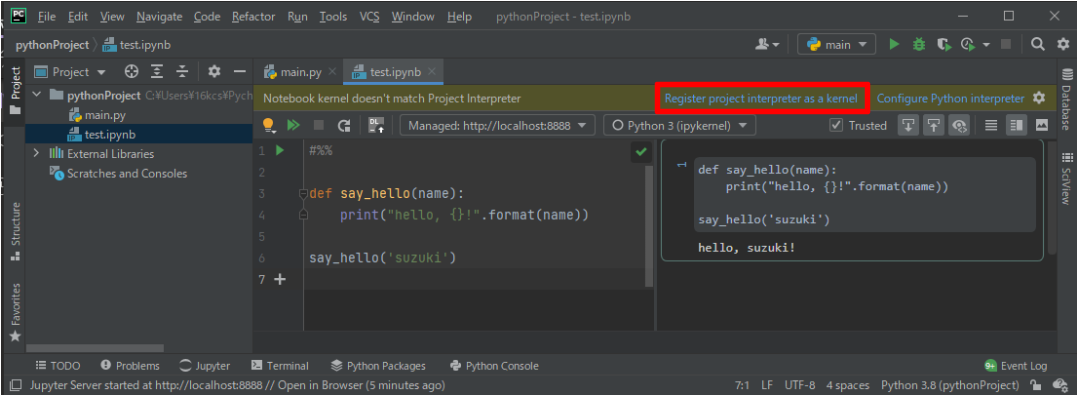 PC File Edit View Navigate Code Refactor Run Tools VCS Window Help pythonProject - test.ipynb
pythonProject test.ipynb main
Project Project main.py test.ipynb Database
pythonProject C:¥Users¥16kcs¥Pych Notebook kernel doesn't match Project Interpreter Register project interpreter as a kernel Configure Python interpreter
main.py
test.ipynb Managed: http://localhost:8888 Python 3 (ipykernel) Trusted
External Libraries
Scratches and Consoles
1 #%%
2
3 def say_hello(name):
4 print("hello, {}!".format(name))
5
6 say_hello('suzuki')
7
1 def say_hello(name):
print("hello, {}!".format(name))
say_hello('suzuki')
hello, suzuki!
SciView
Structure
Favorites
TODO Problems Jupyter Terminal Python Packages Python Console 9+ Event Log
Jupyter Server started at http://localhost:8888 // Open in Browser (5 minutes ago) 7:1 LF UTF-8 4 spaces Python 3.8 (pythonProject)